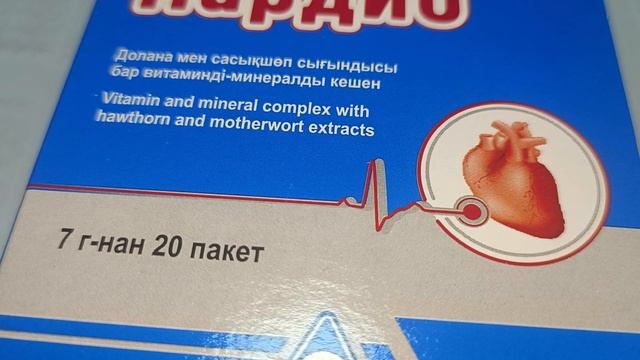 Долана мен сасықшөп сығындысы
бар витаминді-минералды кешен
Vitamin and mineral complex with
hawthorn and motherwort extracts
7 г-нан 20 пакет